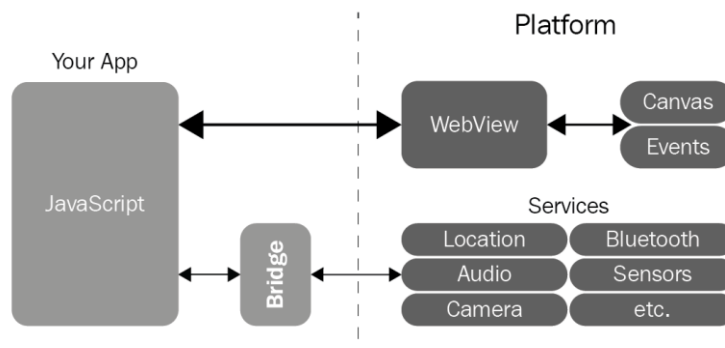 Platform
Your App
JavaScript
WebView
Canvas
Events
Bridge
Services
Location
Bluetooth
Audio
Sensors
Camera
etc.